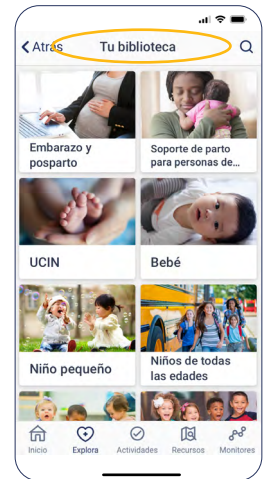 Atrás Tu biblioteca
Embarazo y
posparto
Soporte de parto
para personas de...
UCIN
Bebé
Niño pequeño
Niños de todas
las edades
Inicio Explora Actividades Recursos Monitores